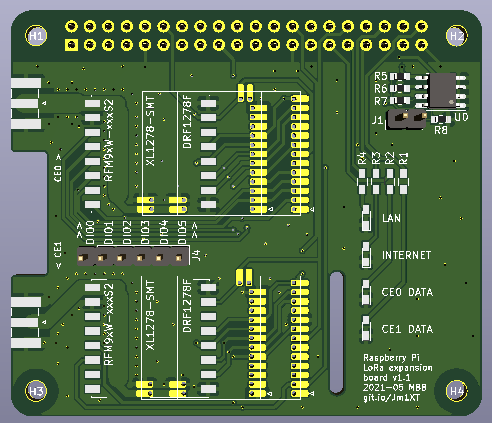 H1
H2
R5
R6
R7
J1
U0
R8
RFM9xW-xxxS2
XL1278-SMT
DRF1278F
CE0 >
R4
R3
R2
R1
LAN
INTERNET
CE0 DATA
CE1 DATA
< CE1
<<
DIO0
DIO1
DIO2
DIO3
DIO4
DIO5
>>
J4
RFM9xW-xxxS2
XL1278-SMT
DRF1278F
H3
H4
Raspberry Pi
LoRa expansion
board v1.1
2021-05 MBB
git.io/Jm1XT